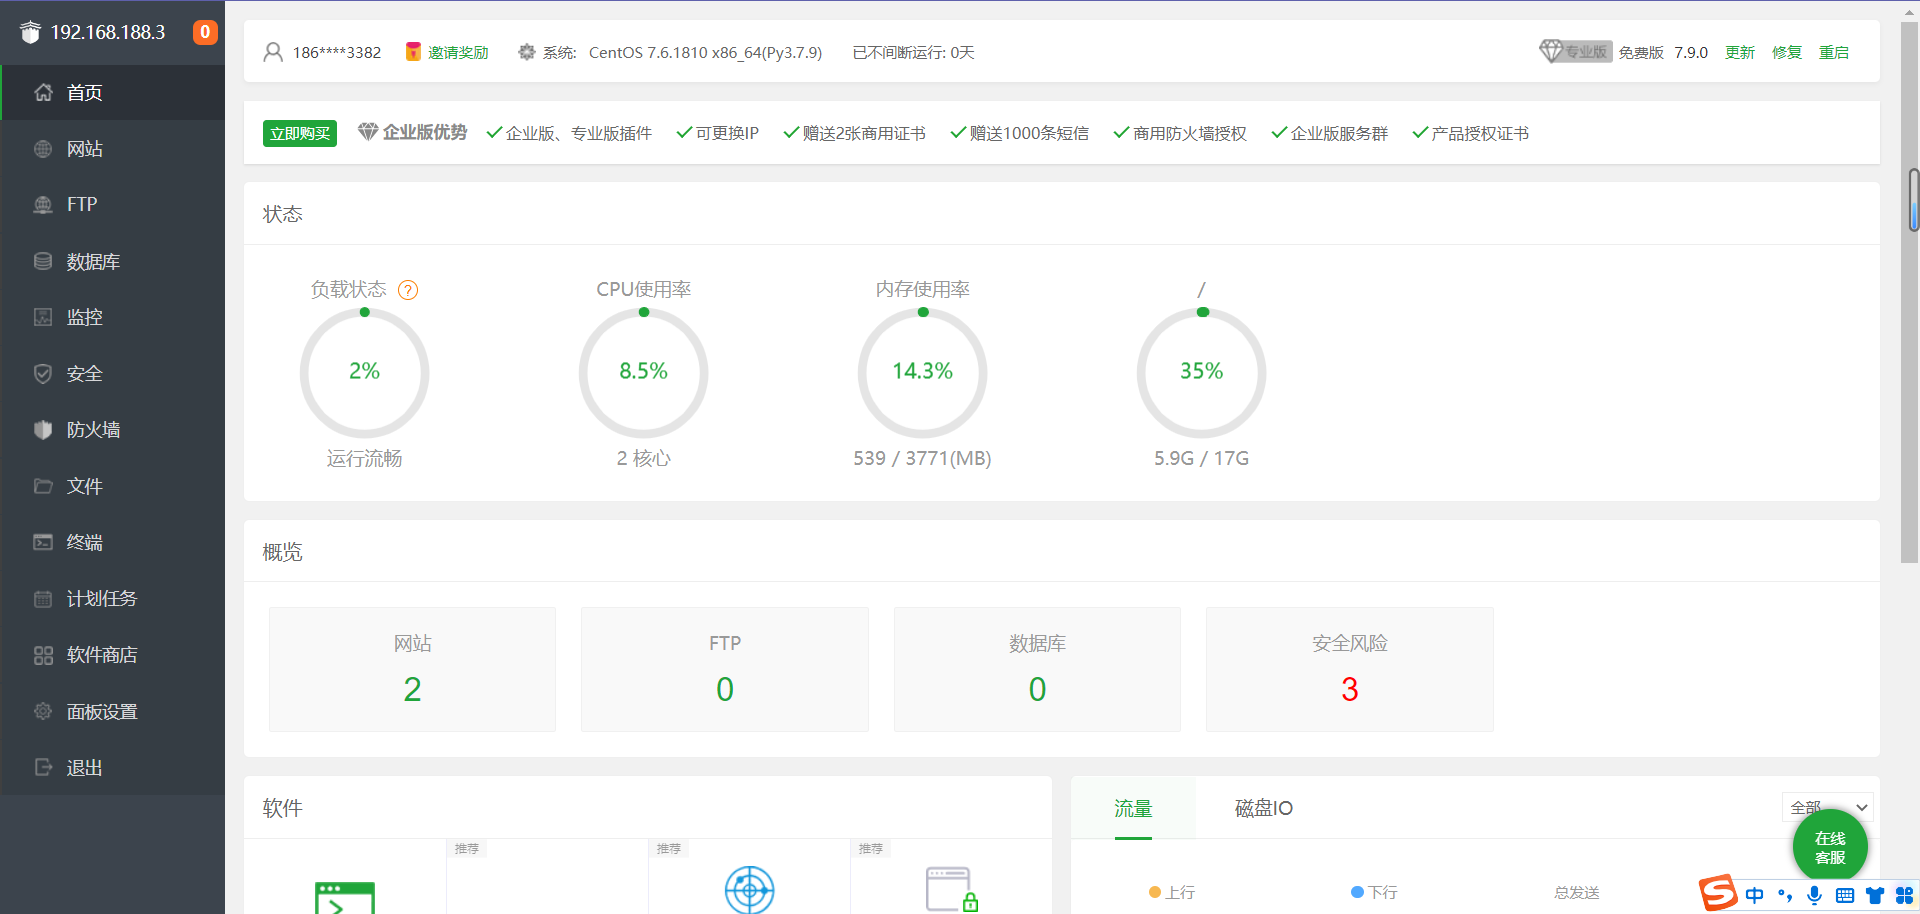 192.168.188.3 0
首页
网站
FTP
数据库
监控
安全
防火墙
文件
终端
计划任务
软件商店
面板设置
退出
186****3382 邀请奖励 系统: CentOS 7.6.1810 x86_64(Py3.7.9) 已不间断运行: 0天 专业版 免费版 7.9.0 更新 修复 重启
立即购买 企业版优势 企业版、专业版插件 可更换IP 赠送2张商用证书 赠送1000条短信 商用防火墙授权 企业版服务群 产品授权证书
状态
负载状态 ? CPU使用率 内存使用率 /
2% 8.5% 14.3% 35%
运行流畅 2 核心 539 / 3771(MB) 5.9G / 17G
概览
网站 FTP 数据库 安全风险
2 0 0 3
软件
推荐 推荐 推荐
流量 磁盘IO 全部
上行 下行 总发送
在线
客服
S 中